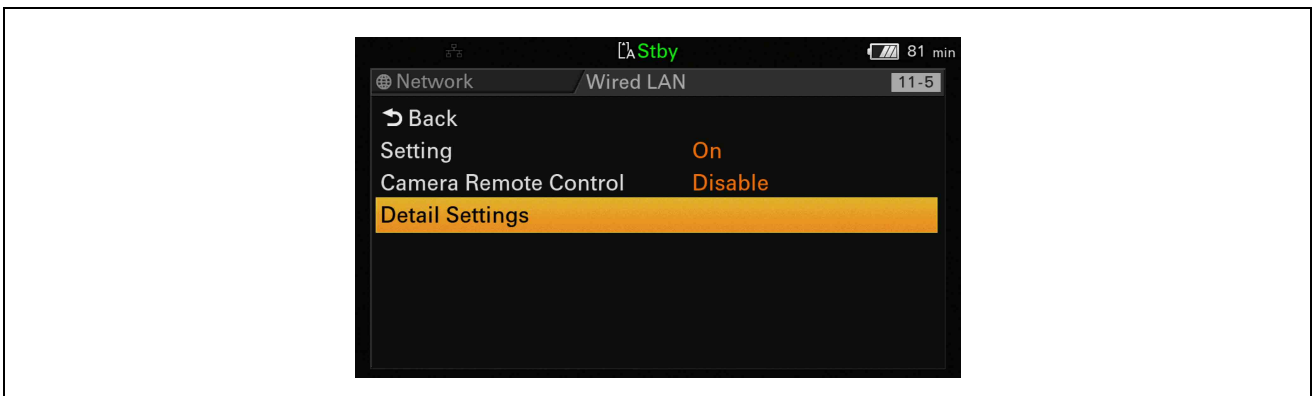 A Stby 81 min
Network Wired LAN 11-5
Back
Setting On
Camera Remote Control Disable
Detail Settings